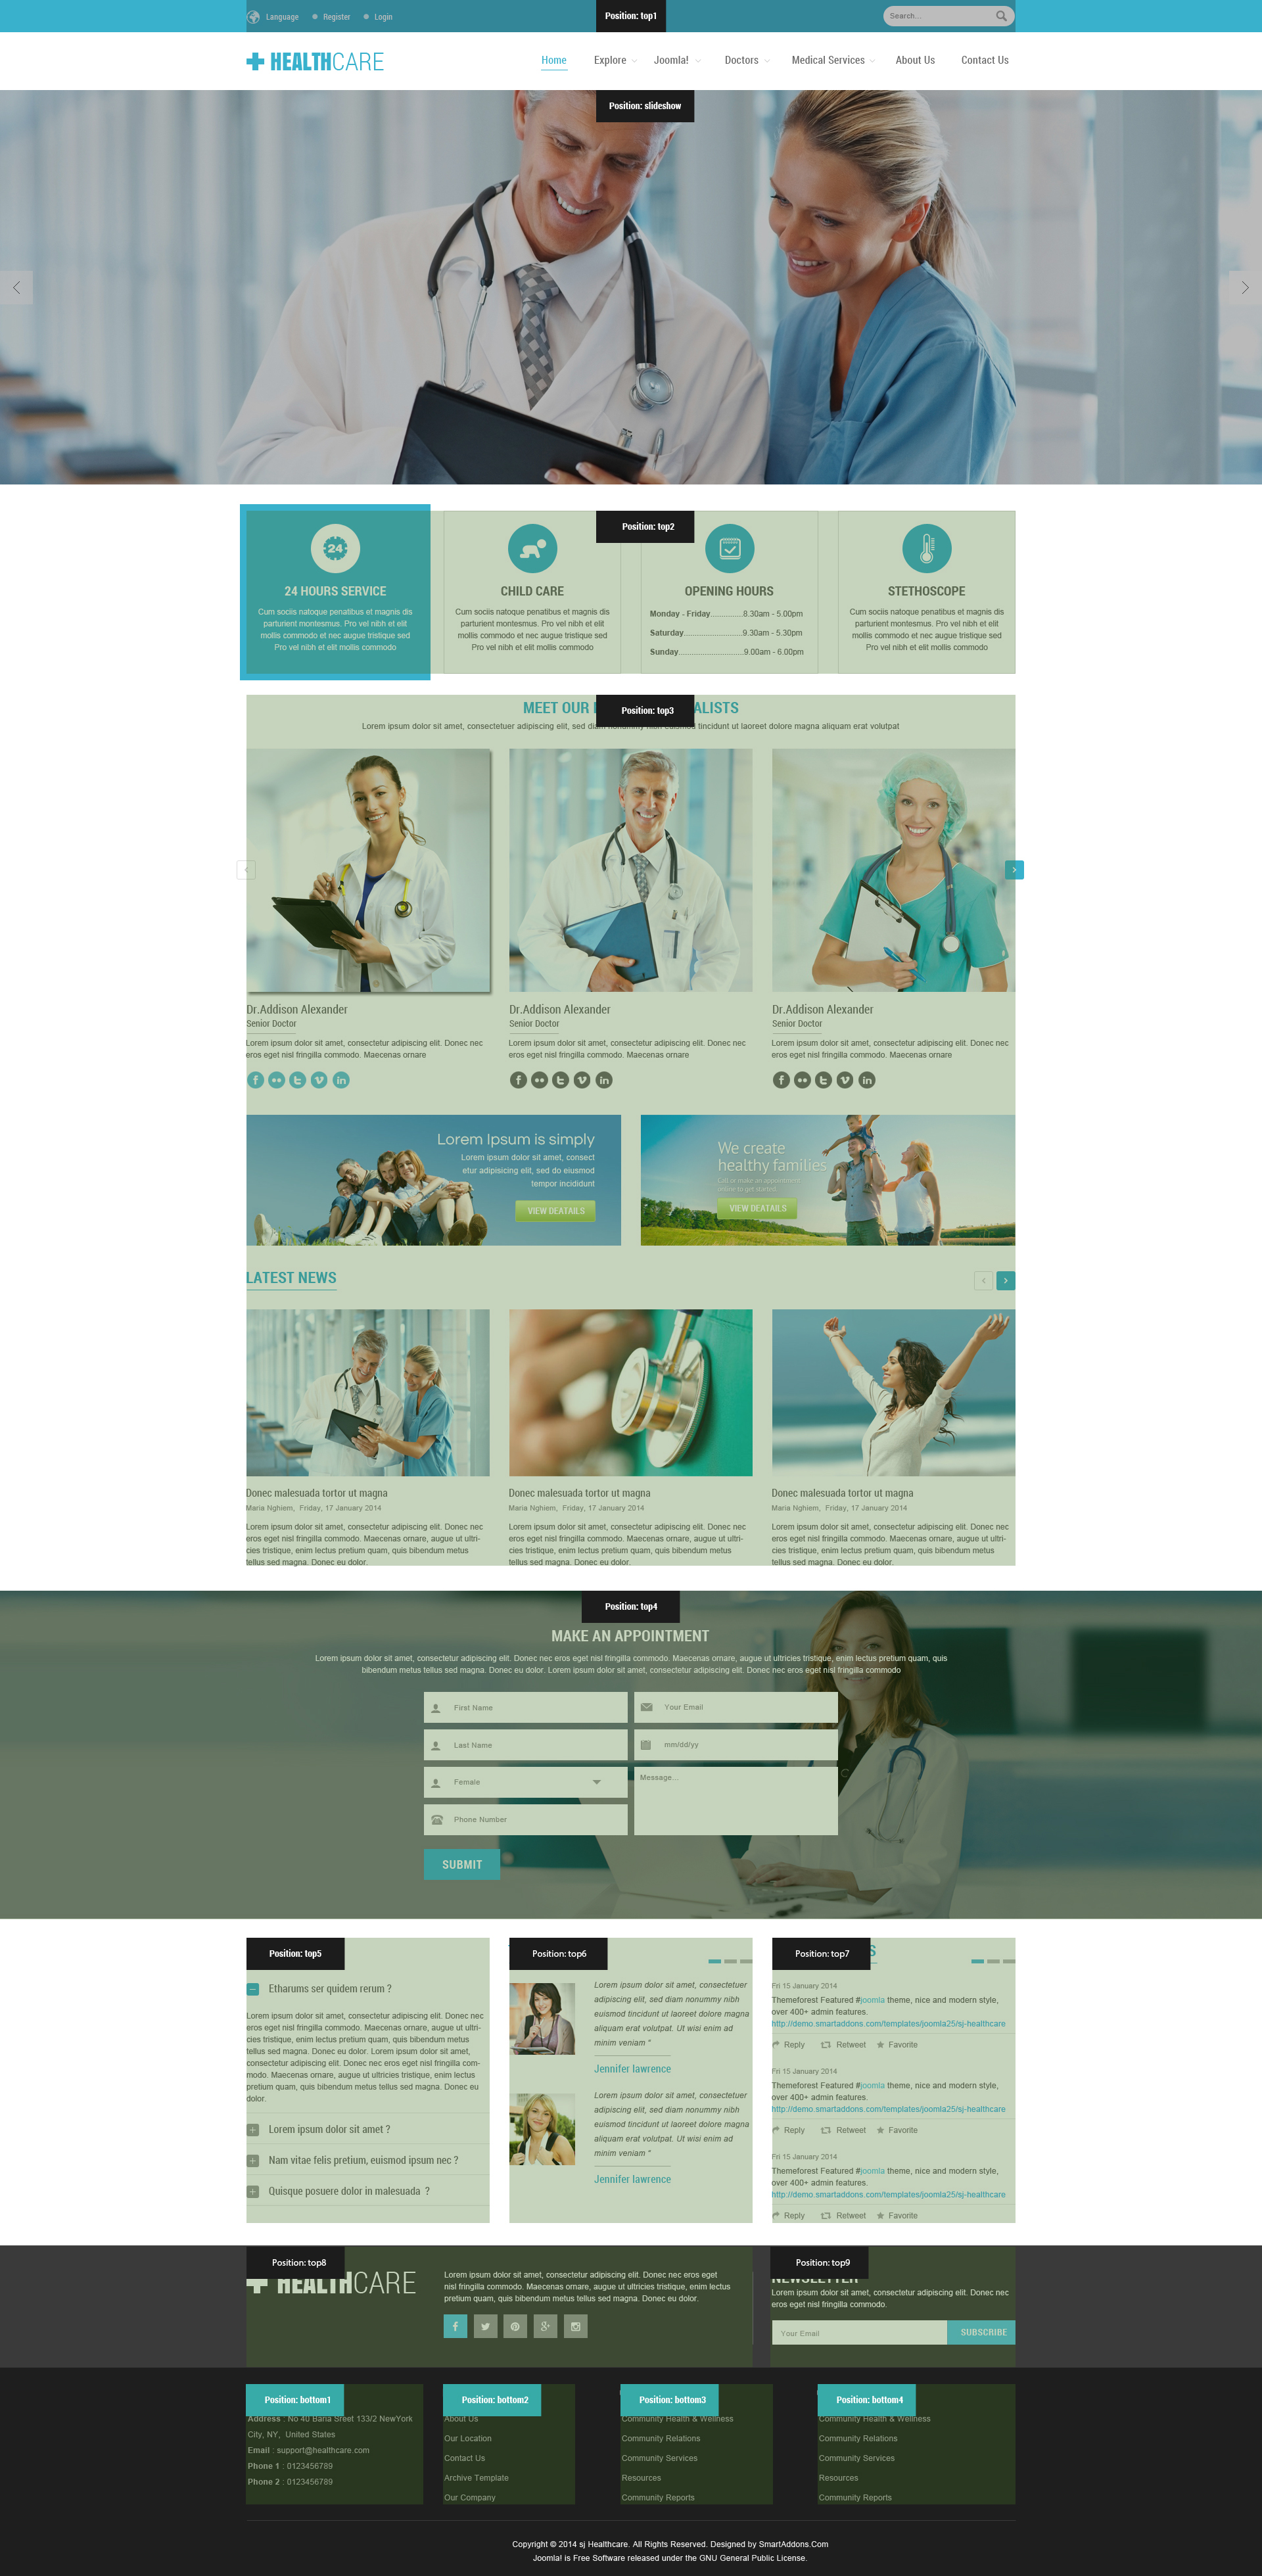 Language Register Login
Position: top1
Search...
HEALTHCARE
Home Explore Joomla! Doctors Medical Services About Us Contact Us
Position: slideshow
Position: top2
24
24 HOURS SERVICE
Cum sociis natoque penatibus et magnis dis
parturient montesmus. Pro vel nibh et elit
mollis commodo et nec augue tristique sed
Pro vel nibh et elit mollis commodo
CHILD CARE
Cum sociis natoque penatibus et magnis dis
parturient montesmus. Pro vel nibh et elit
mollis commodo et nec augue tristique sed
Pro vel nibh et elit mollis commodo
OPENING HOURS
Monday - Friday...............8.30am - 5.00pm
Saturday...........................9.30am - 5.30pm
Sunday..............................9.00am - 6.00pm
STETHOSCOPE
Cum sociis natoque penatibus et magnis dis
parturient montesmus. Pro vel nibh et elit
mollis commodo et nec augue tristique sed
Pro vel nibh et elit mollis commodo
MEET OUR
Position: top3
Lorem ipsum dolor sit amet, consectetuer adipiscing elit, sed diam nonummy nibh euismod tincidunt ut laoreet dolore magna aliquam erat volutpat
Dr.Addison Alexander
Senior Doctor
Lorem ipsum dolor sit amet, consectetur adipiscing elit. Donec nec
eros eget nisl fringilla commodo. Maecenas ornare
Dr.Addison Alexander
Senior Doctor
Lorem ipsum dolor sit amet, consectetur adipiscing elit. Donec nec
eros eget nisl fringilla commodo. Maecenas ornare
Dr.Addison Alexander
Senior Doctor
Lorem ipsum dolor sit amet, consectetur adipiscing elit. Donec nec
eros eget nisl fringilla commodo. Maecenas ornare
Lorem Ipsum is simply
Lorem ipsum dolor sit amet, consect
etur adipisicing elit, sed do eiusmod
tempor incididunt
VIEW DEATAILS
We create
healthy families
Call or make an appointment
online to get started
VIEW DEATAILS
LATEST NEWS
Donec malesuada tortor ut magna
Maria Nghiem, Friday, 17 January 2014
Lorem ipsum dolor sit amet, consectetur adipiscing elit. Donec nec
eros eget nisl fringilla commodo. Maecenas ornare, augue ut ultri-
cies tristique, enim lectus pretium quam, quis bibendum metus
tellus sed magna. Donec eu dolor.
Donec malesuada tortor ut magna
Maria Nghiem, Friday, 17 January 2014
Lorem ipsum dolor sit amet, consectetur adipiscing elit. Donec nec
eros eget nisl fringilla commodo. Maecenas ornare, augue ut ultri-
cies tristique, enim lectus pretium quam, quis bibendum metus
tellus sed magna. Donec eu dolor.
Donec malesuada tortor ut magna
Maria Nghiem, Friday, 17 January 2014
Lorem ipsum dolor sit amet, consectetur adipiscing elit. Donec nec
eros eget nisl fringilla commodo. Maecenas ornare, augue ut ultri-
cies tristique, enim lectus pretium quam, quis bibendum metus
tellus sed magna. Donec eu dolor.
Position: top4
MAKE AN APPOINTMENT
Lorem ipsum dolor sit amet, consectetur adipiscing elit. Donec nec eros eget nisl fringilla commodo. Maecenas ornare, augue ut ultricies tristique, enim lectus pretium quam, quis
bibendum metus tellus sed magna. Donec eu dolor. Lorem ipsum dolor sit amet, consectetur adipiscing elit. Donec nec eros eget nisl fringilla commodo
First Name
Your Email
Last Name
mm/dd/yy
Female
Message...
Phone Number
SUBMIT
Position: top5
Etharums ser quidem rerum ?
Lorem ipsum dolor sit amet, consectetur adipiscing elit. Donec nec
eros eget nisl fringilla commodo. Maecenas ornare, augue ut ultri-
cies tristique, enim lectus pretium quam, quis bibendum metus
tellus sed magna. Donec eu dolor. Lorem ipsum dolor sit amet,
consectetur adipiscing elit. Donec nec eros eget nisl fringilla com-
modo. Maecenas ornare, augue ut ultricies tristique, enim lectus
pretium quam, quis bibendum metus tellus sed magna. Donec eu
dolor.
Lorem ipsum dolor sit amet ?
Nam vitae felis pretium, euismod ipsum nec ?
Quisque posuere dolor in malesuada ?
Position: top6
Lorem ipsum dolor sit amet, consectetuer
adipiscing elit, sed diam nonummy nibh
euismod tincidunt ut laoreet dolore magna
aliquam erat volutpat. Ut wisi enim ad
minim veniam "
Jennifer lawrence
Lorem ipsum dolor sit amet, consectetuer
adipiscing elit, sed diam nonummy nibh
euismod tincidunt ut laoreet dolore magna
aliquam erat volutpat. Ut wisi enim ad
minim veniam "
Jennifer lawrence
Position: top7
Fri 15 January 2014
Themeforest Featured #joomla theme, nice and modern style,
over 400+ admin features.
http://demo.smartaddons.com/templates/joomla25/sj-healthcare
Reply Retweet Favorite
Fri 15 January 2014
Themeforest Featured #joomla theme, nice and modern style,
over 400+ admin features.
http://demo.smartaddons.com/templates/joomla25/sj-healthcare
Reply Retweet Favorite
Fri 15 January 2014
Themeforest Featured #joomla theme, nice and modern style,
over 400+ admin features.
http://demo.smartaddons.com/templates/joomla25/sj-healthcare
Reply Retweet Favorite
Position: top8
HEALTHCARE
Lorem ipsum dolor sit amet, consectetur adipiscing elit. Donec nec eros eget
nisl fringilla commodo. Maecenas ornare, augue ut ultricies tristique, enim lectus
pretium quam, quis bibendum metus tellus sed magna. Donec eu dolor.
Position: top9
NEWSLETTER
Lorem ipsum dolor sit amet, consectetur adipiscing elit. Donec nec
eros eget nisl fringilla commodo.
Your Email
SUBSCRIBE
Position: bottom1
Address : No 40 Baria Sreet 133/2 NewYork
City, NY, United States
Email : support@healthcare.com
Phone 1 : 0123456789
Phone 2 : 0123456789
Position: bottom2
About Us
Our Location
Contact Us
Archive Template
Our Company
Position: bottom3
Community Health & Wellness
Community Relations
Community Services
Resources
Community Reports
Position: bottom4
Community Health & Wellness
Community Relations
Community Services
Resources
Community Reports
Copyright © 2014 sj Healthcare. All Rights Reserved. Designed by SmartAddons.Com
Joomla! is Free Software released under the GNU General Public License.